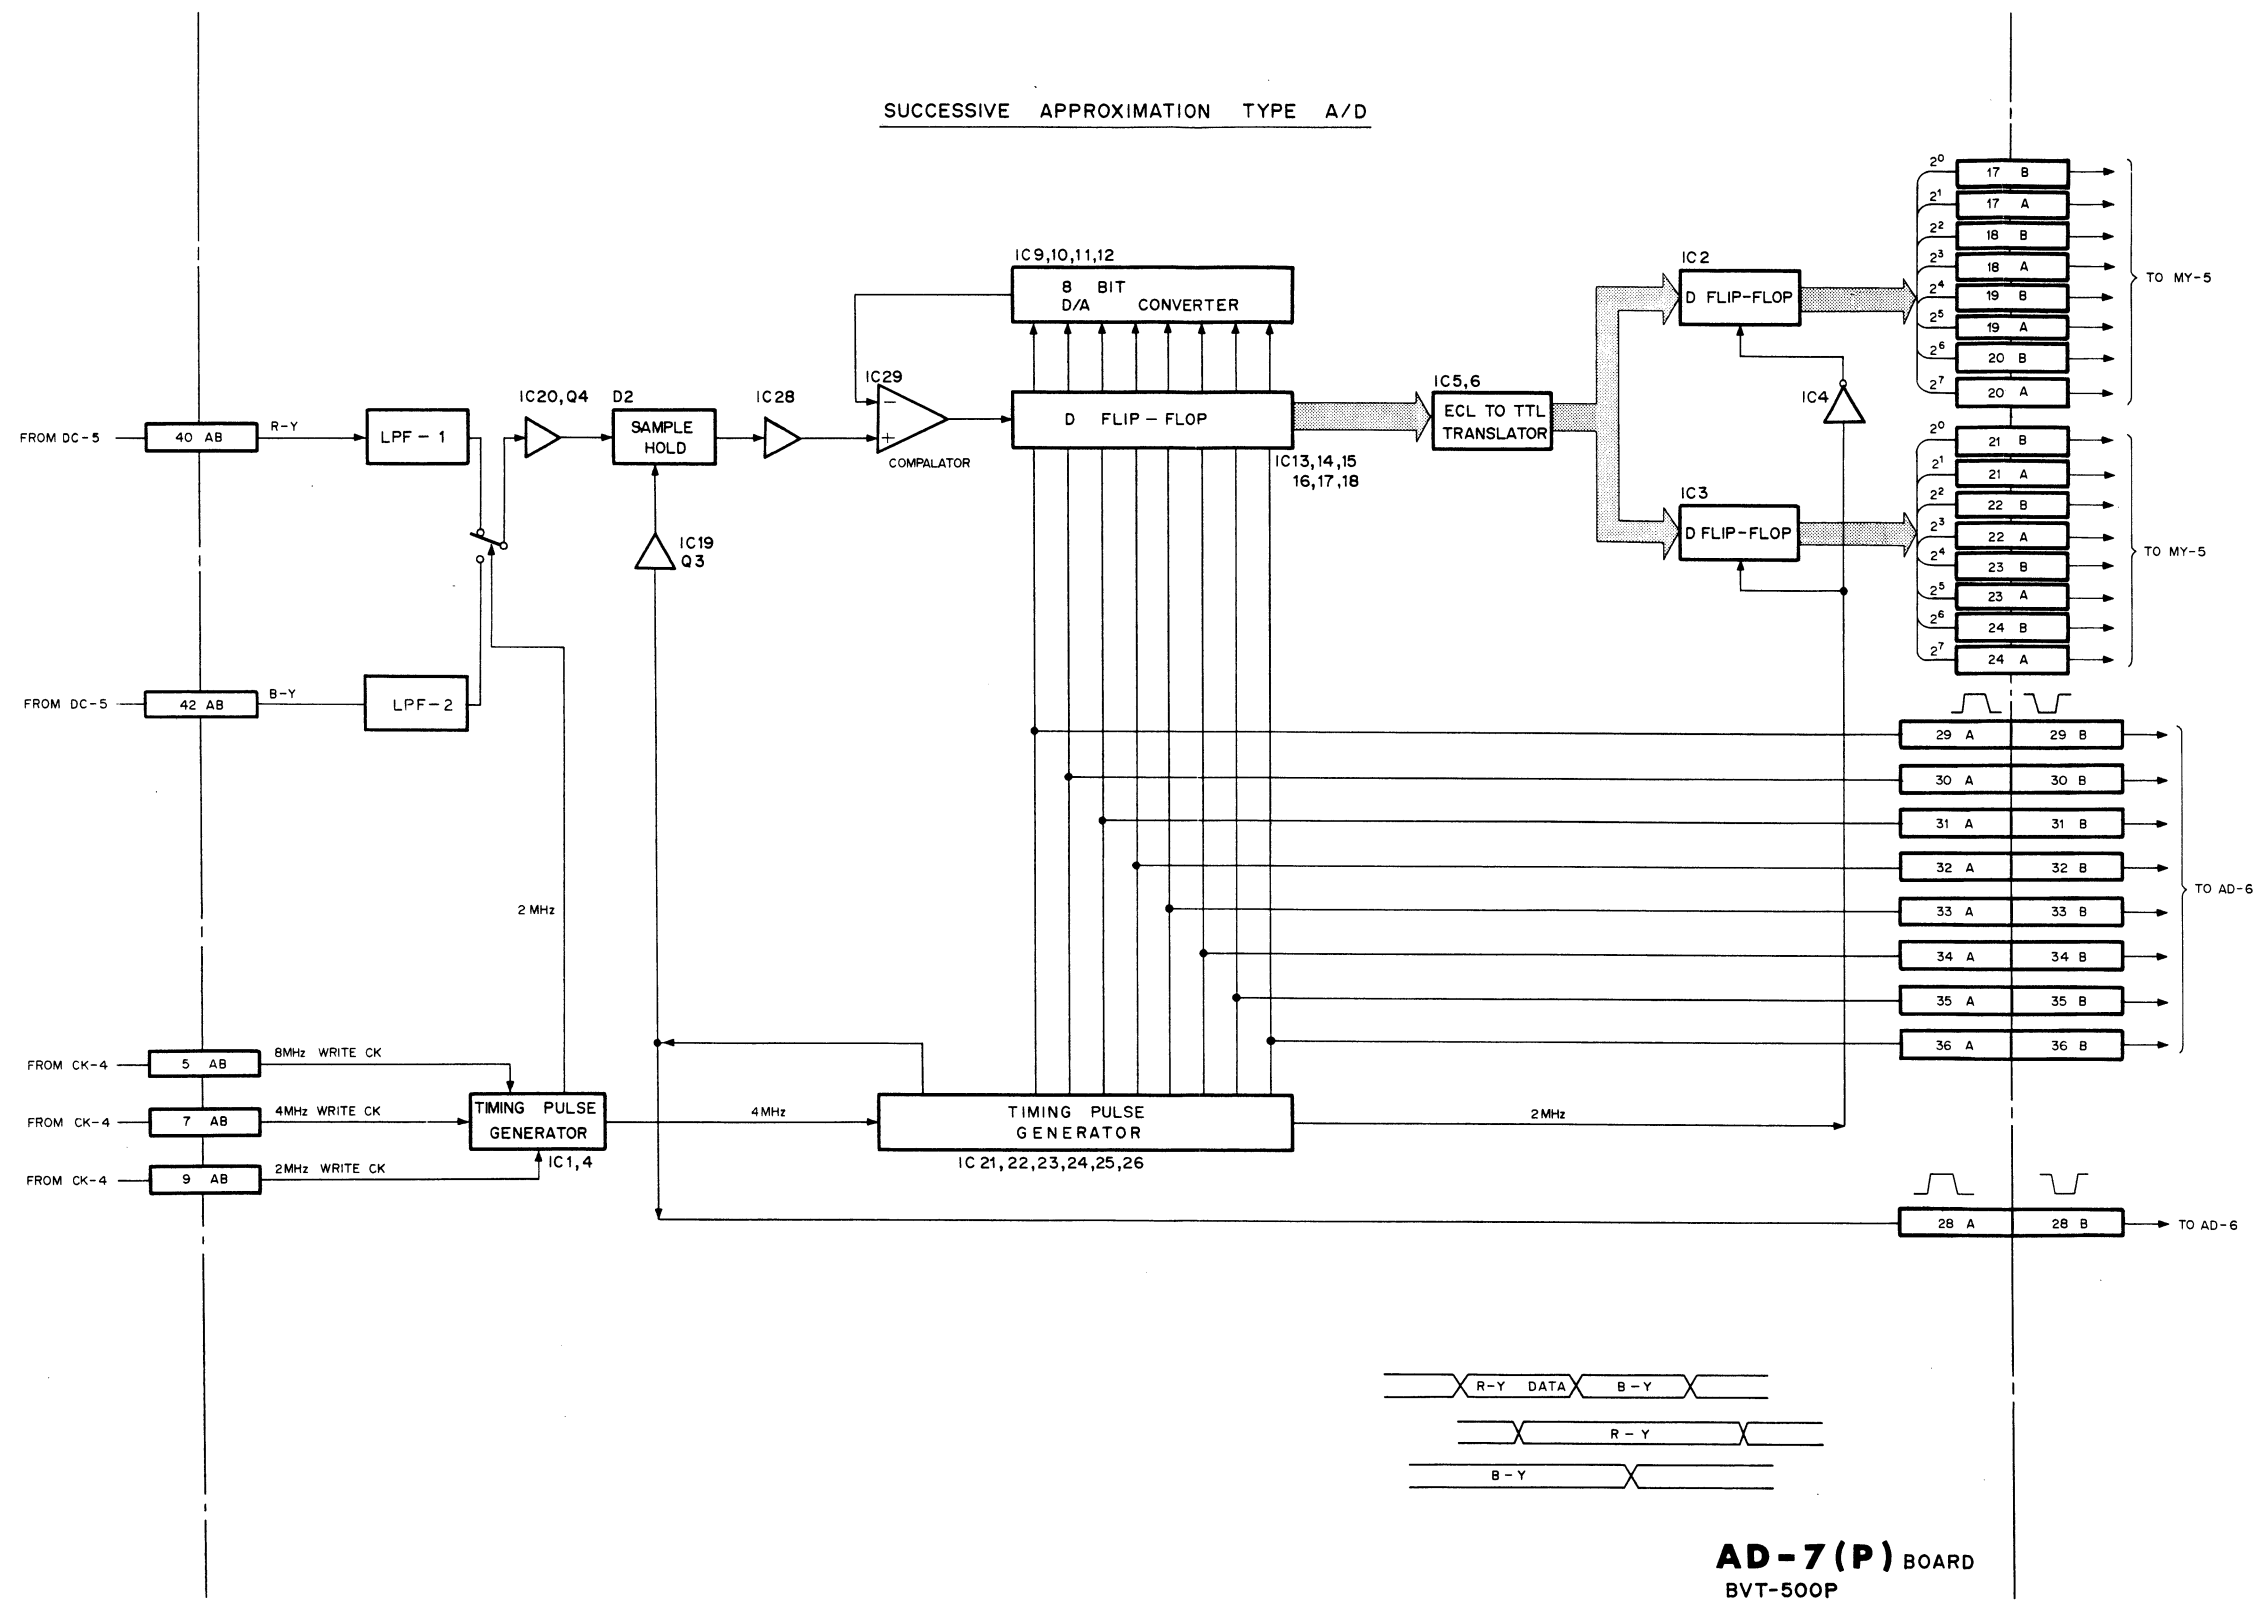 SUCCESSIVE APPROXIMATION TYPE A/D
2⁰ 17 B
2¹ 17 A
2² 18 B
2³ 18 A
2⁴ 19 B
2⁵ 19 A
2⁶ 20 B
2⁷ 20 A
TO MY-5
IC9,10,11,12
8 BIT
D/A CONVERTER
IC2
D FLIP-FLOP
IC4
FROM DC-5
40 AB
R-Y
LPF-1
IC20,Q4
D2
SAMPLE
HOLD
IC28
IC29
−
+
COMPALATOR
D FLIP-FLOP
IC13,14,15
16,17,18
IC5,6
ECL TO TTL
TRANSLATOR
IC3
D FLIP-FLOP
2⁰ 21 B
2¹ 21 A
2² 22 B
2³ 22 A
2⁴ 23 B
2⁵ 23 A
2⁶ 24 B
2⁷ 24 A
TO MY-5
IC19
Q3
FROM DC-5
42 AB
B-Y
LPF-2
29 A 29 B
30 A 30 B
31 A 31 B
32 A 32 B
33 A 33 B
34 A 34 B
35 A 35 B
36 A 36 B
TO AD-6
2MHz
FROM CK-4
5 AB
8MHz WRITE CK
FROM CK-4
7 AB
4MHz WRITE CK
FROM CK-4
9 AB
2MHz WRITE CK
TIMING PULSE
GENERATOR
IC1,4
4MHz
TIMING PULSE
GENERATOR
IC21,22,23,24,25,26
2MHz
28 A 28 B
TO AD-6
R-Y DATA B-Y
R-Y
B-Y
AD-7(P) BOARD
BVT-500P